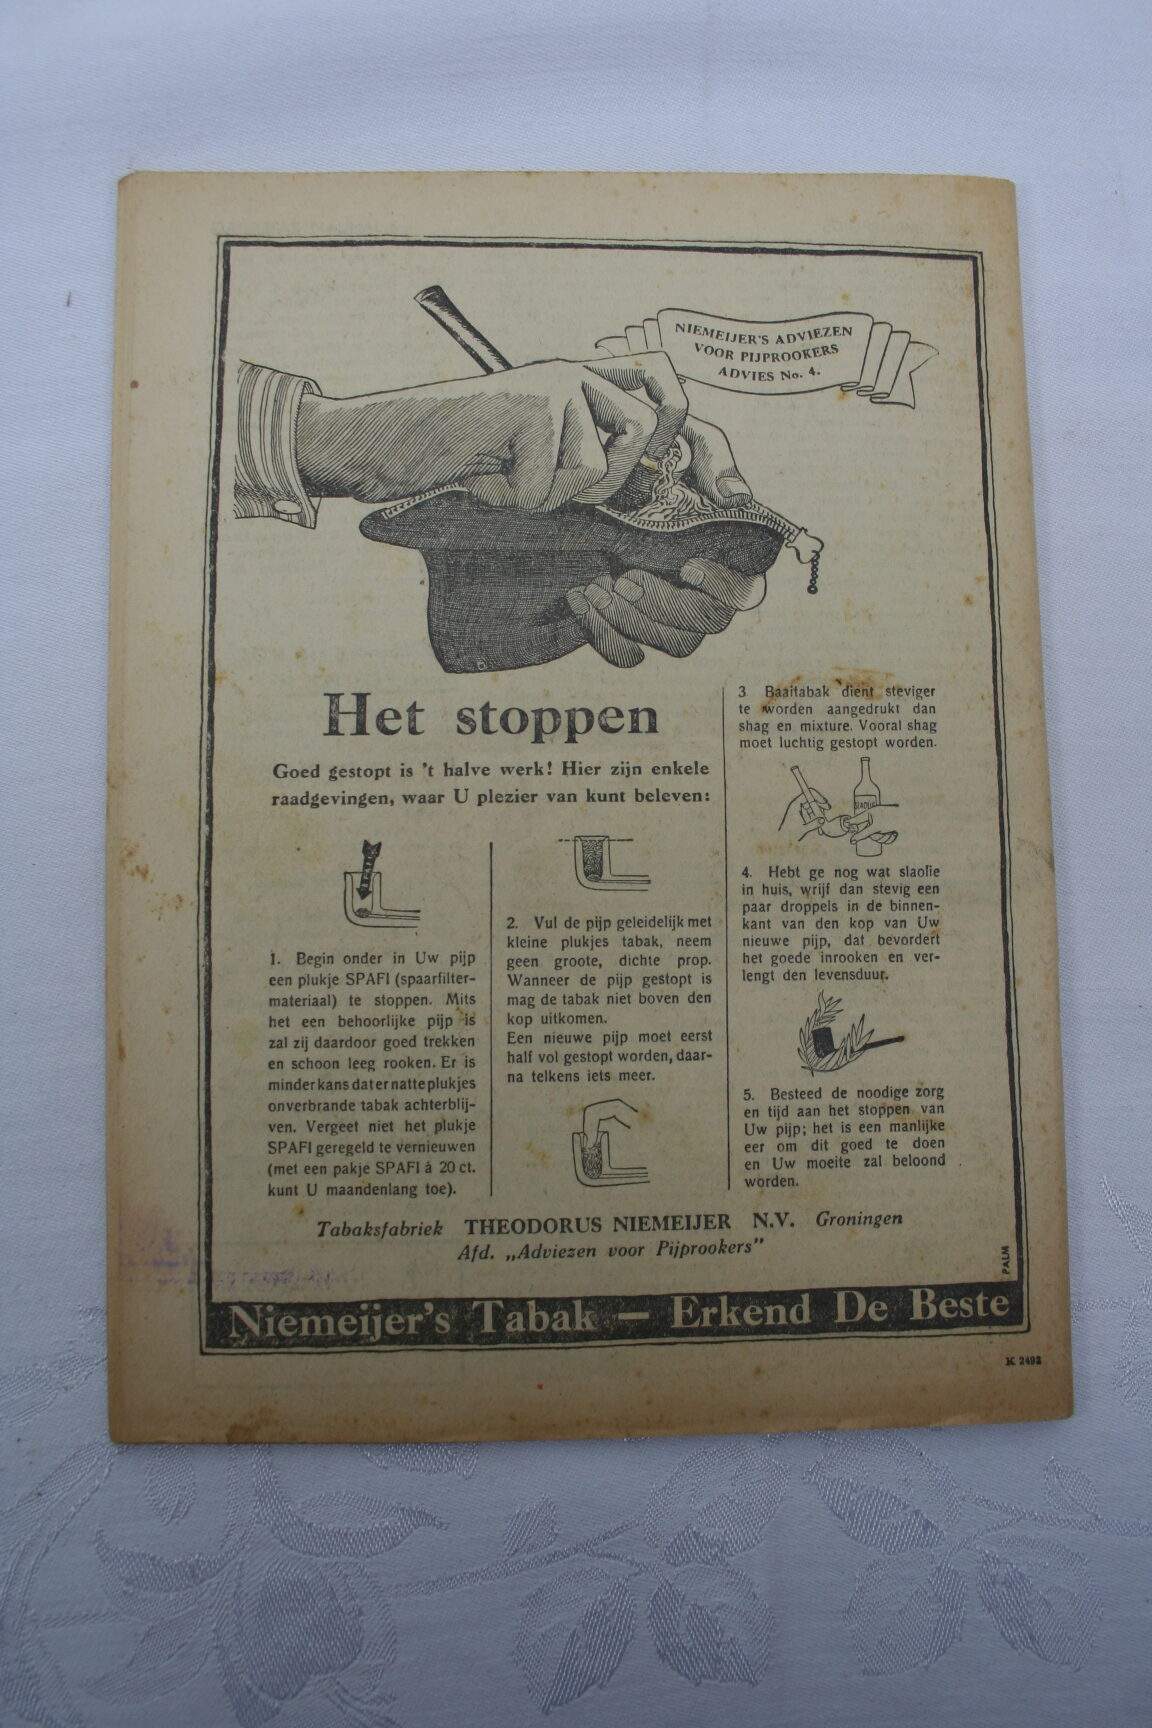 NIEMEIJER'S ADVIEZEN
VOOR PIJPROOKERS
ADVIES No. 4.
Het stoppen
Goed gestopt is 't halve werk! Hier zijn enkele
raadgevingen, waar U plezier van kunt beleven:
1. Begin onder in Uw pijp
een plukje SPAFI (spaarfilter-
materiaal) te stoppen. Mits
het een behoorlijke pijp is
zal zij daardoor goed trekken
en schoon leeg rooken. Er is
minder kans dat er natte plukjes
onverbrande tabak achterblij-
ven. Vergeet niet het plukje
SPAFI geregeld te vernieuwen
(met een pakje SPAFI á 20 ct.
kunt U maandenlang toe).
2. Vul de pijp geleidelijk met
kleine plukjes tabak, neem
geen groote, dichte prop.
Wanneer de pijp gestopt is
mag de tabak niet boven den
kop uitkomen.
Een nieuwe pijp moet eerst
half vol gestopt worden, daar-
na telkens iets meer.
3 Baaitabak dient steviger
te worden aangedrukt dan
shag en mixture. Vooral shag
moet luchtig gestopt worden.
SLAOLIE
4. Hebt ge nog wat slaolie
in huis, wrijf dan stevig een
paar droppels in de binnen-
kant van den kop van Uw
nieuwe pijp, dat bevordert
het goede inrooken en ver-
lengt den levensduur.
5. Besteed de noodige zorg
en tijd aan het stoppen van
Uw pijp; het is een manlijke
eer om dit goed te doen
en Uw moeite zal beloond
worden.
Tabaksfabriek THEODORUS NIEMEIJER N.V. Groningen
Afd. „Adviezen voor Pijprookers"
PALM
Niemeijer's Tabak — Erkend De Beste
K 2493